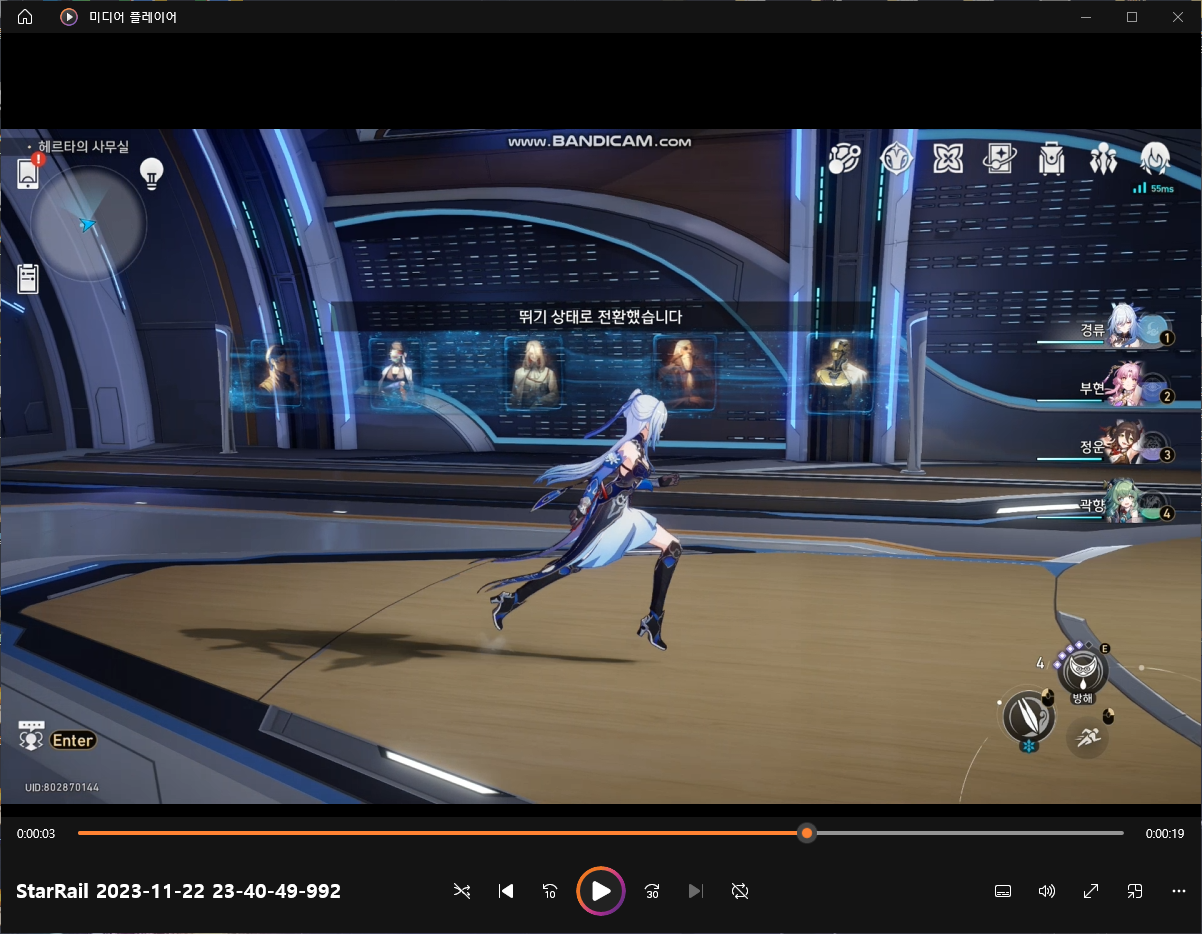 미디어 플레이어
www.BANDICAM.com
헤르타의 사무실
55ms
뛰기 상태로 전환했습니다
경류
1
부현
2
정운
3
곽향
4
E
4
방해
Enter
UID:802870144
0:00:03
0:00:19
StarRail 2023-11-22 23-40-49-992
10
30